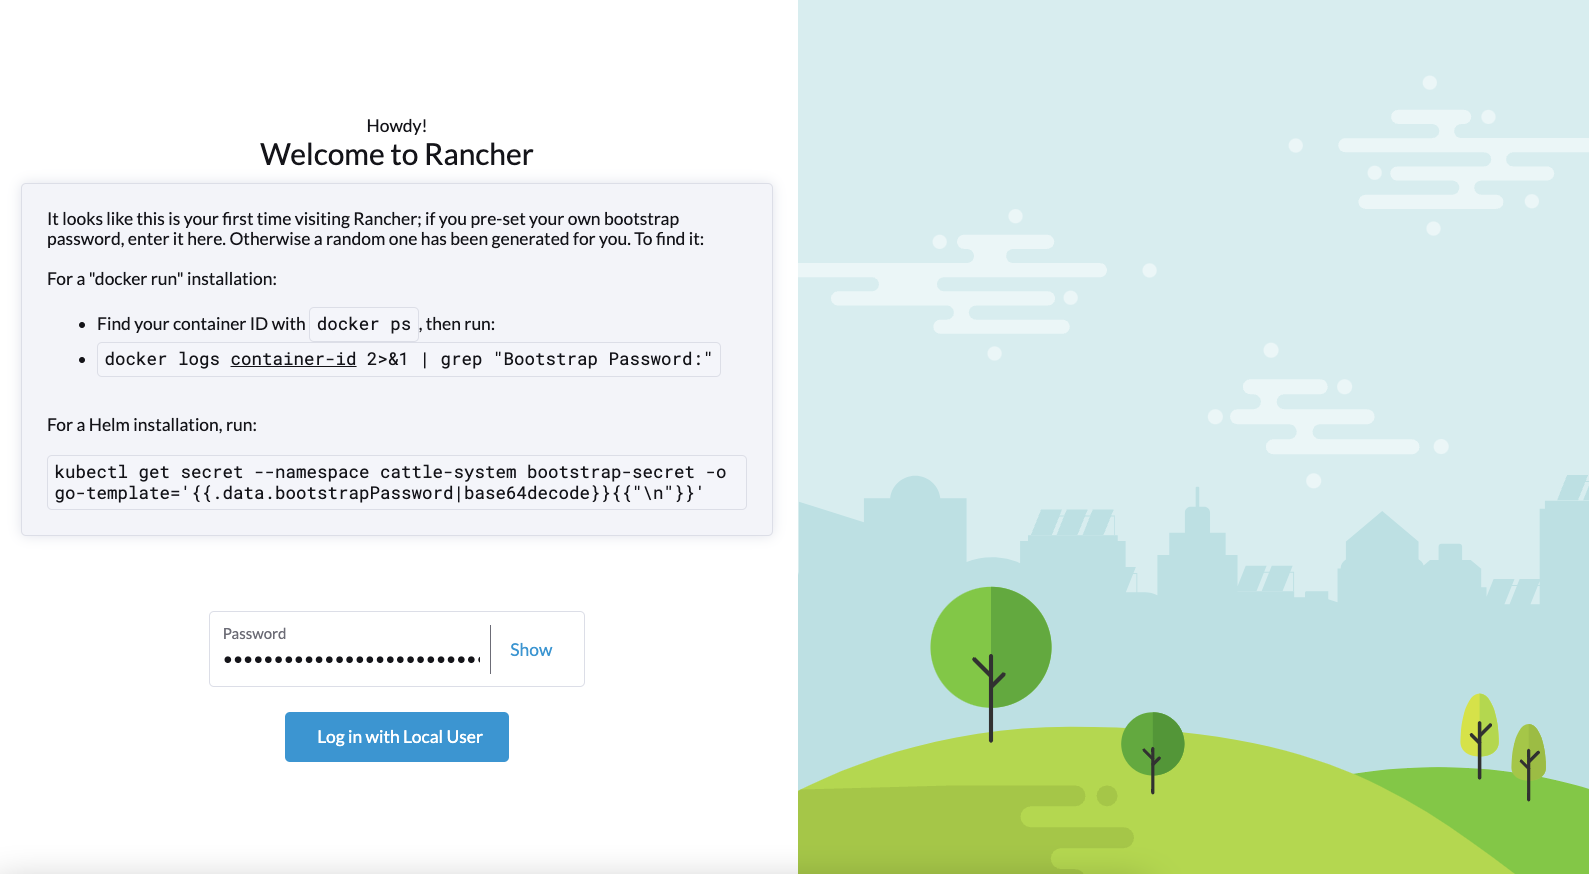 Howdy!
Welcome to Rancher
It looks like this is your first time visiting Rancher; if you pre-set your own bootstrap
password, enter it here. Otherwise a random one has been generated for you. To find it:
For a "docker run" installation:
• Find your container ID with docker ps, then run:
• docker logs container-id 2>&1 | grep "Bootstrap Password:"
For a Helm installation, run:
kubectl get secret --namespace cattle-system bootstrap-secret -o
go-template='{{.data.bootstrapPassword|base64decode}}{{"\n"}}'
Password
Show
Log in with Local User